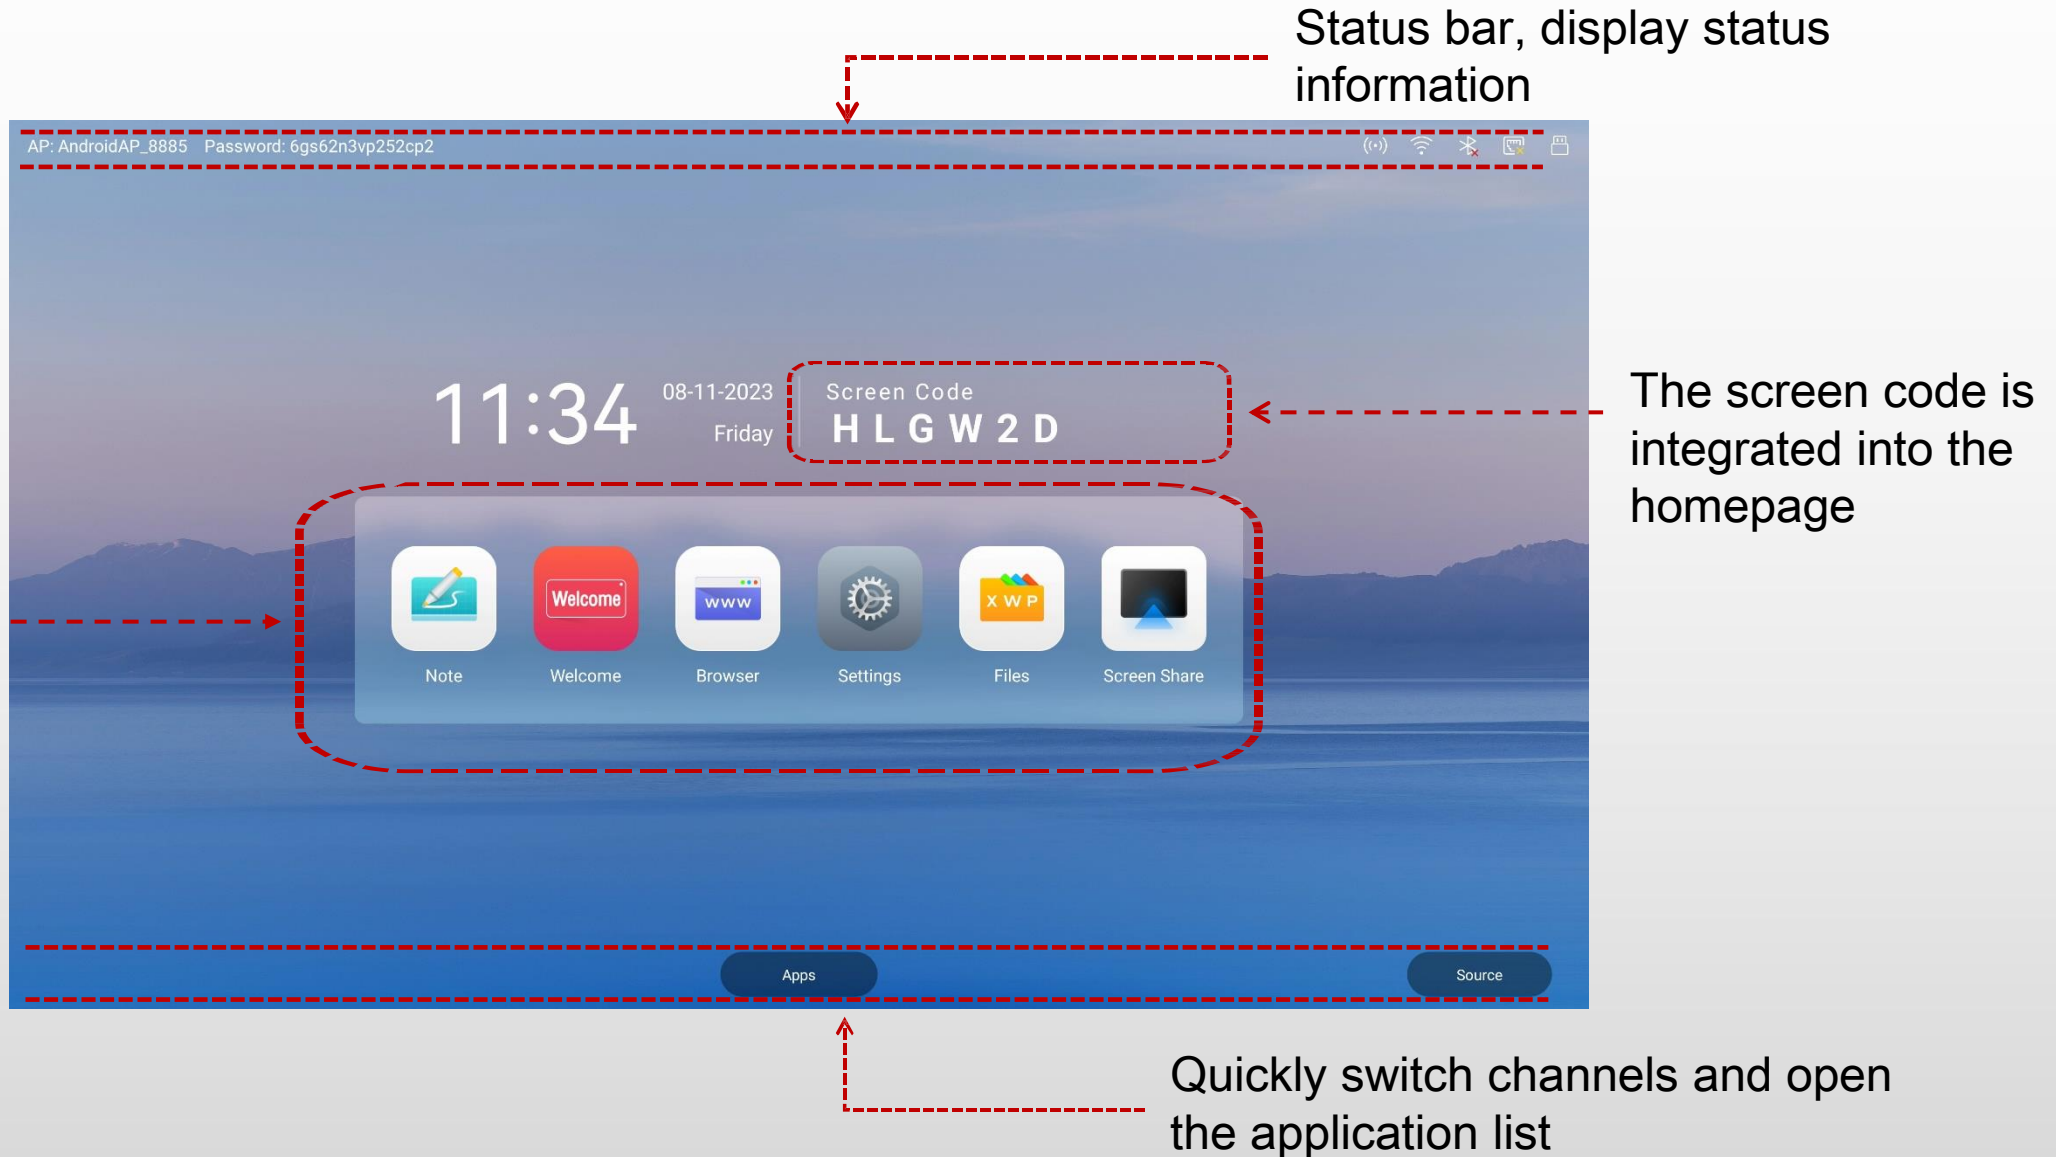 Status bar, display status
information
AP: AndroidAP_8885 Password: 6gs62n3vp252cp2
11:34
08-11-2023
Friday
Screen Code
HLGW2D
The screen code is
integrated into the
homepage
Welcome
www
X W P
Note
Welcome
Browser
Settings
Files
Screen Share
Apps
Source
Quickly switch channels and open
the application list